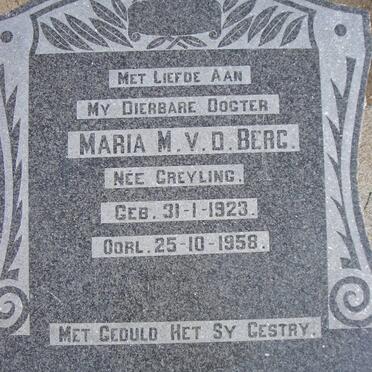 MET LIEFDE AAN
MY DIERBARE DOGTER
MARIA M.V.D. BERG.
NÉE GREYLING.
GEB. 31-1-1923.
OORL. 25-10-1958.
MET GEDULD HET SY GESTRY.